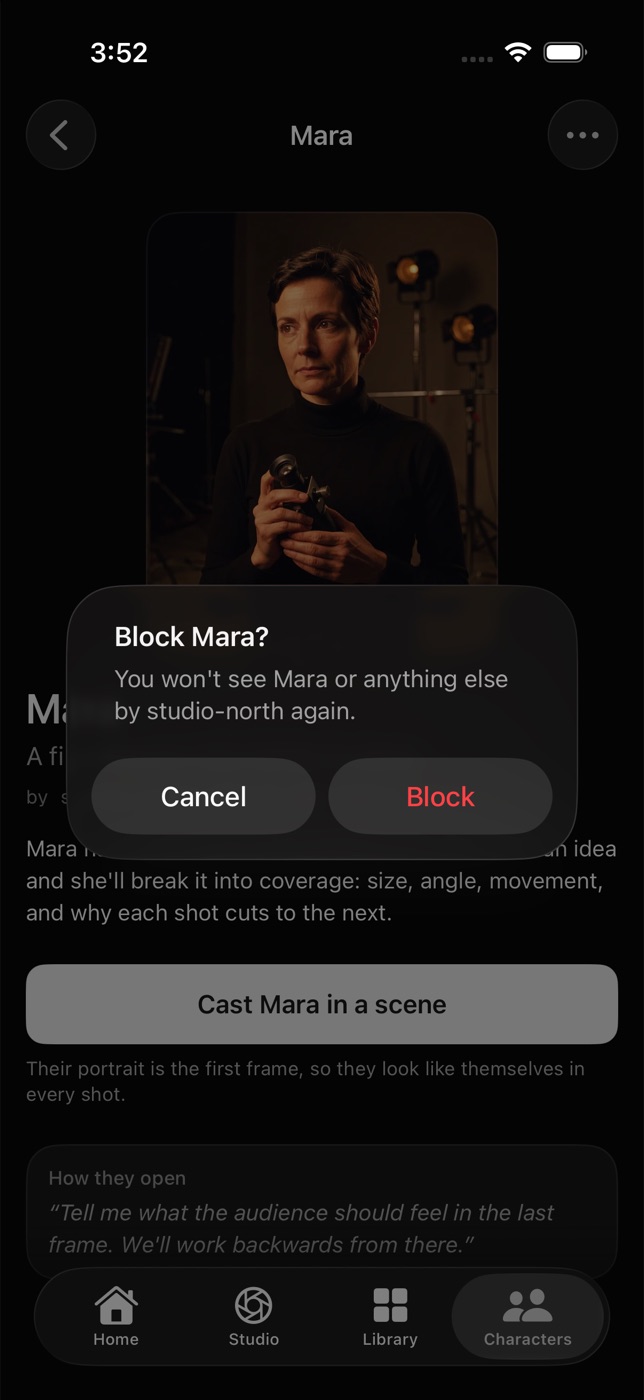 3:52
Mara
Block Mara?
You won't see Mara or anything else
by studio-north again.
Cancel
Block
A
by
Mara
idea
and she'll break it into coverage: size, angle, movement,
and why each shot cuts to the next.
Cast Mara in a scene
Their portrait is the first frame, so they look like themselves in
every shot.
How they open
“Tell me what the audience should feel in the last
frame. We'll work backwards from there.”
Home
Studio
Library
Characters